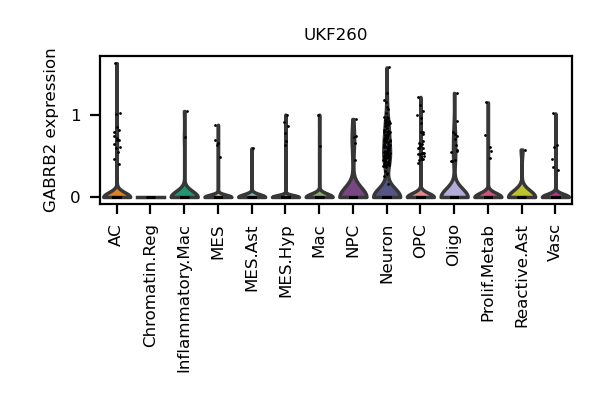 UKF260
GABRB2 expression
1
0
AC
Chromatin.Reg
Inflammatory.Mac
MES
MES.Ast
MES.Hyp
Mac
NPC
Neuron
OPC
Oligo
Prolif.Metab
Reactive.Ast
Vasc